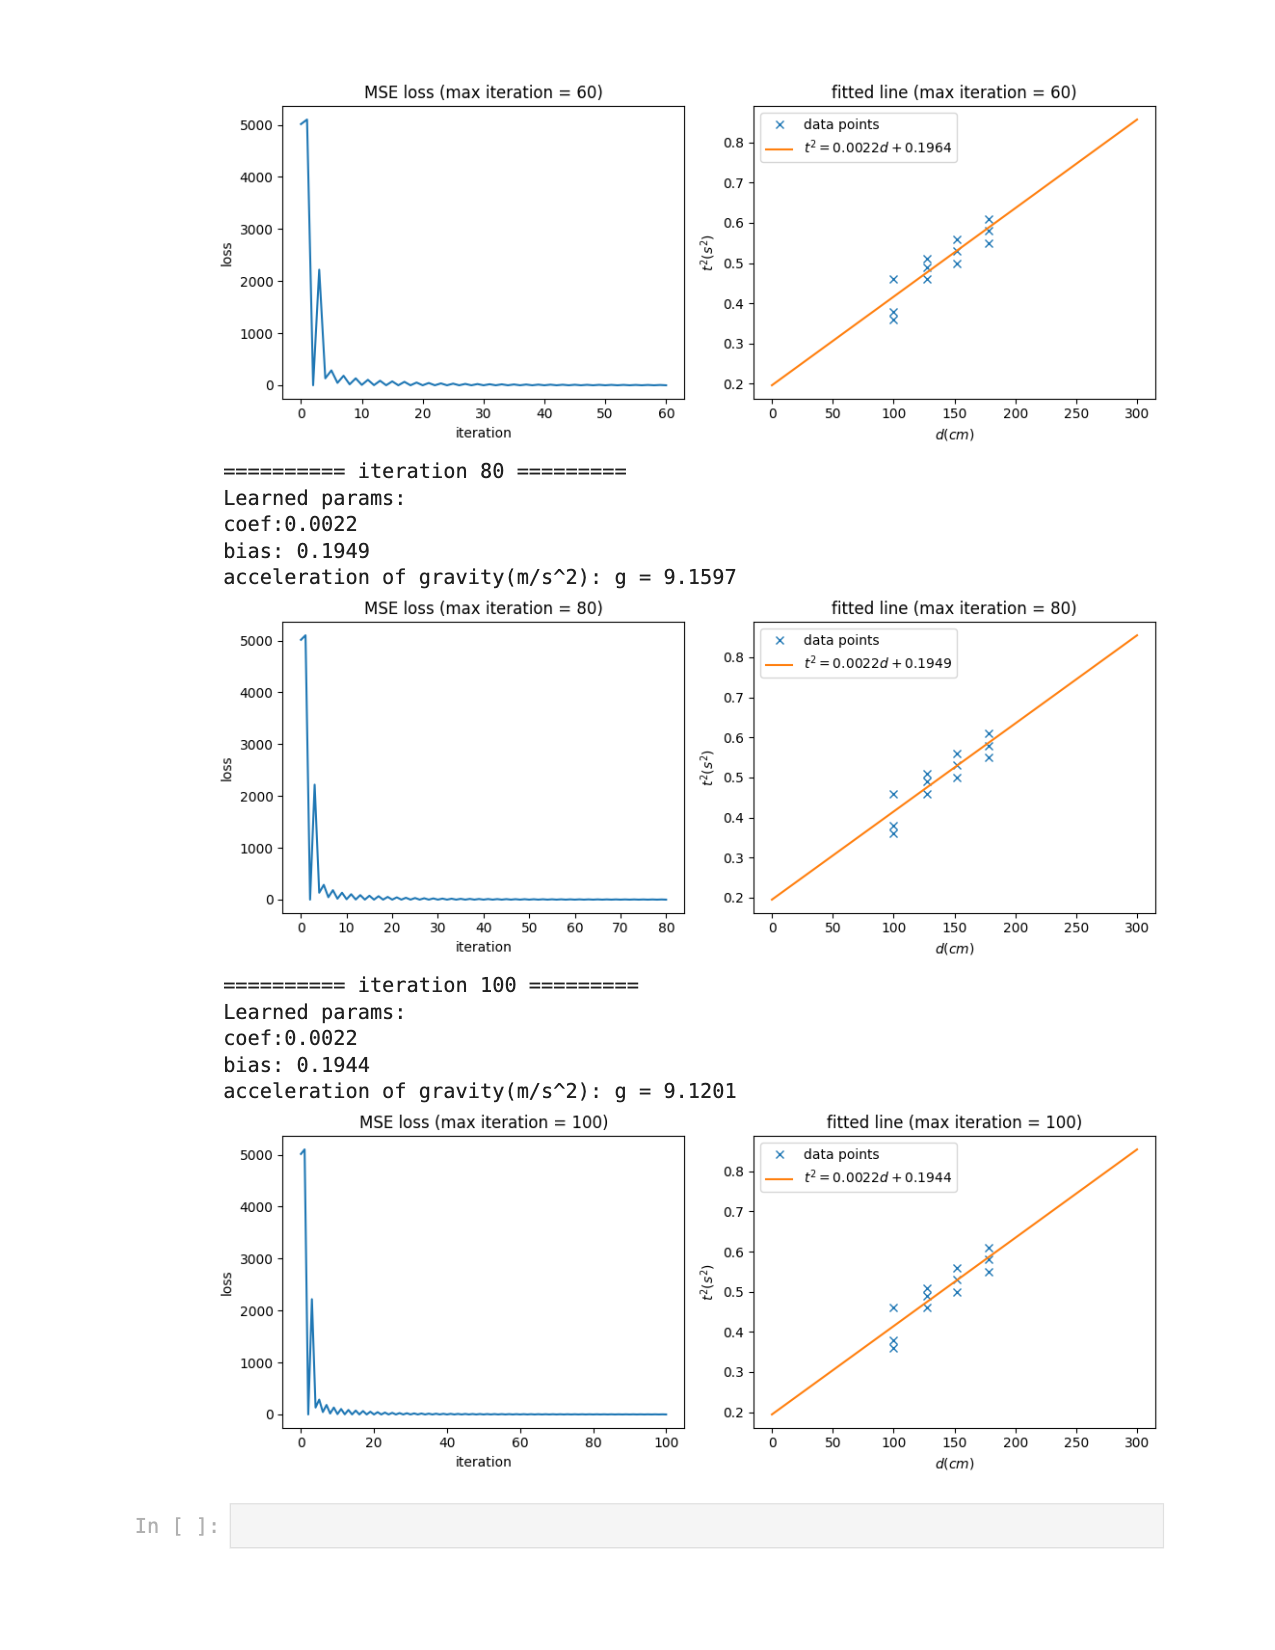 MSE loss (max iteration = 60)
fitted line (max iteration = 60)
5000
4000
3000
2000
1000
0
loss
0 10 20 30 40 50 60
iteration
data points
t² = 0.0022d + 0.1964
0.8
0.7
0.6
0.5
0.4
0.3
0.2
t²(s²)
0 50 100 150 200 250 300
d(cm)
========== iteration 80 =========
Learned params:
coef:0.0022
bias: 0.1949
acceleration of gravity(m/s^2): g = 9.1597
MSE loss (max iteration = 80)
fitted line (max iteration = 80)
5000
4000
3000
2000
1000
0
loss
0 10 20 30 40 50 60 70 80
iteration
data points
t² = 0.0022d + 0.1949
0.8
0.7
0.6
0.5
0.4
0.3
0.2
t²(s²)
0 50 100 150 200 250 300
d(cm)
========== iteration 100 =========
Learned params:
coef:0.0022
bias: 0.1944
acceleration of gravity(m/s^2): g = 9.1201
MSE loss (max iteration = 100)
fitted line (max iteration = 100)
5000
4000
3000
2000
1000
0
loss
0 20 40 60 80 100
iteration
data points
t² = 0.0022d + 0.1944
0.8
0.7
0.6
0.5
0.4
0.3
0.2
t²(s²)
0 50 100 150 200 250 300
d(cm)
In [ ]: